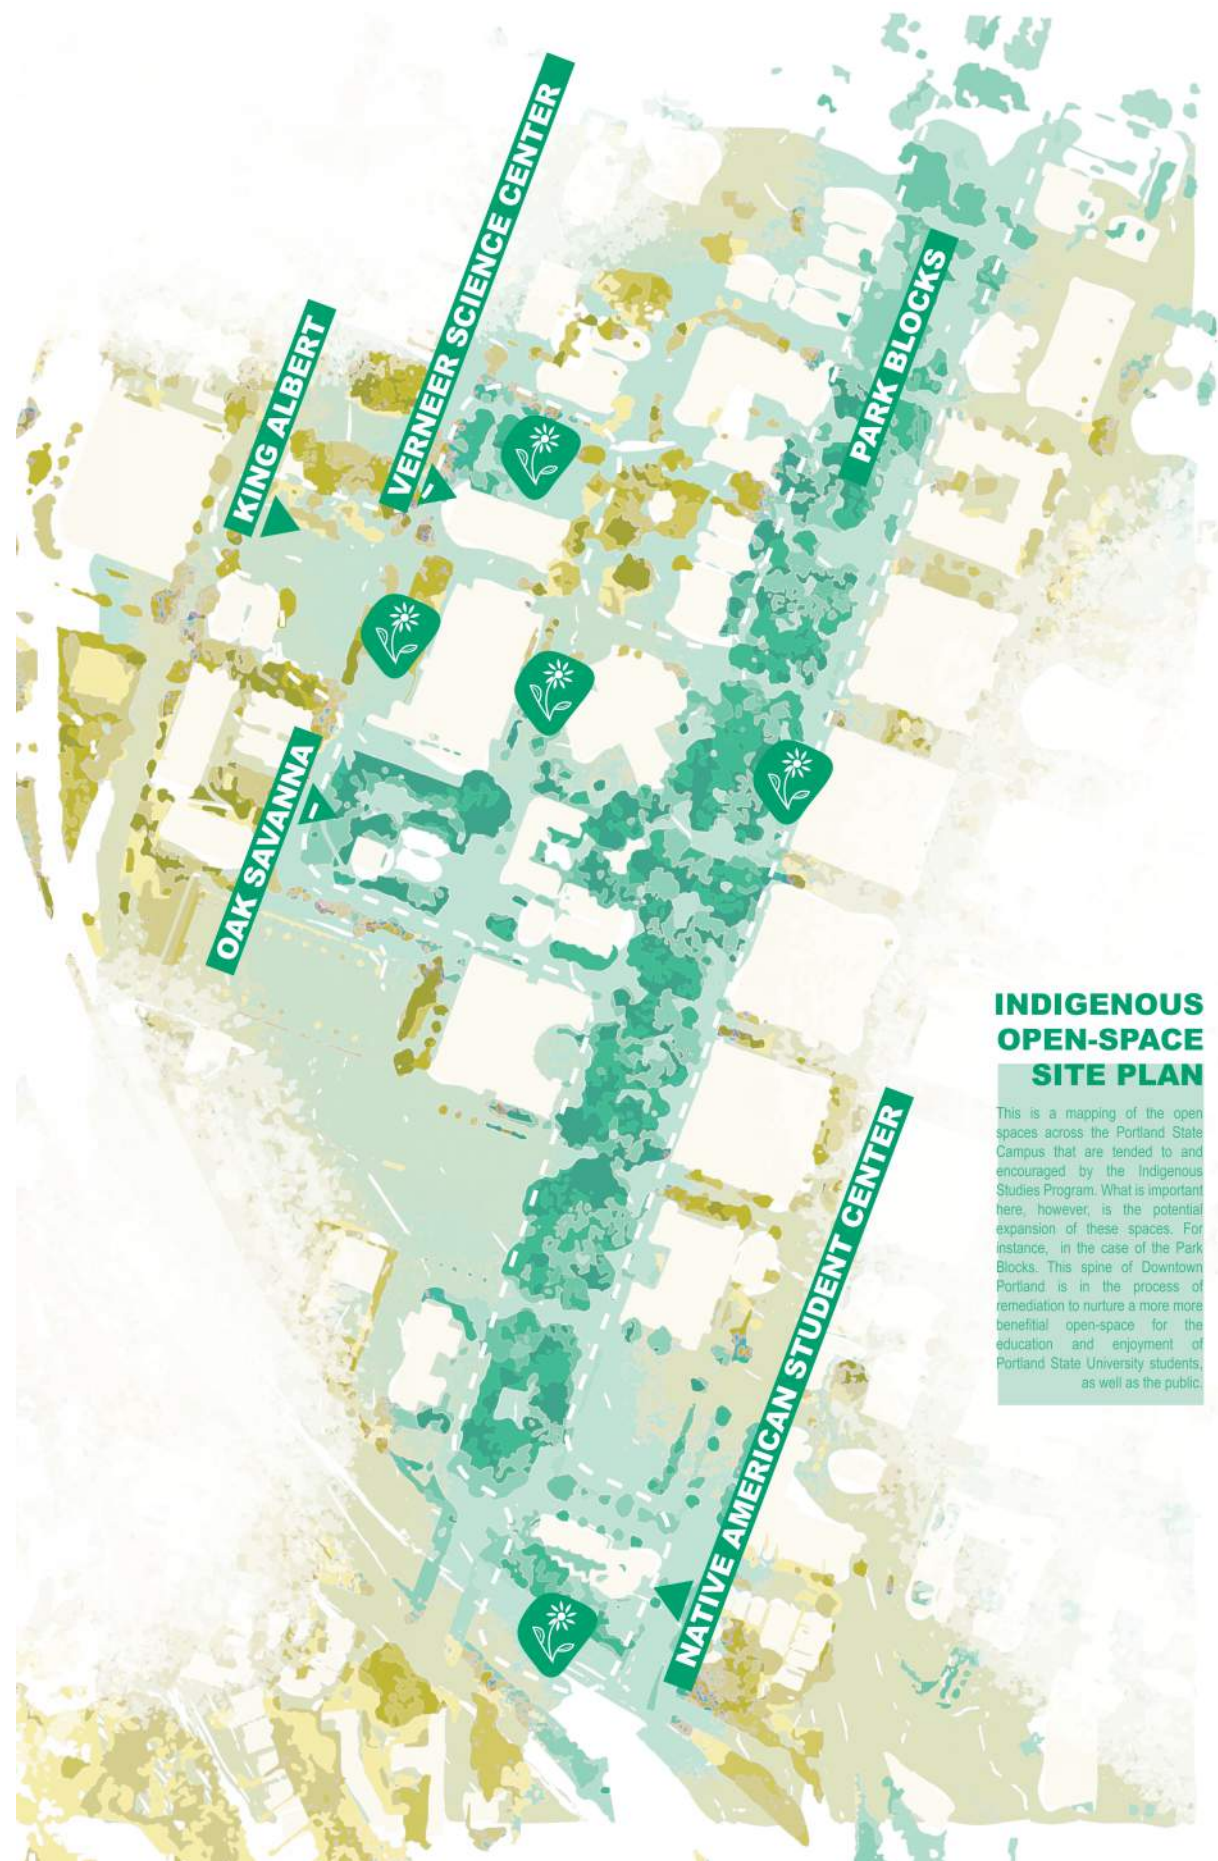 VERNEER SCIENCE CENTER
PARK BLOCKS
KING ALBERT
OAK SAVANNA
NATIVE AMERICAN STUDENT CENTER
INDIGENOUS
OPEN-SPACE
SITE PLAN
This is a mapping of the open
spaces across the Portland State
Campus that are tended to and
encouraged by the Indigenous
Studies Program. What is important
here, however, is the potential
expansion of these spaces. For
instance, in the case of the Park
Blocks. This spine of Downtown
Portland is in the process of
remediation to nurture a more more
benefitial open-space for the
education and enjoyment of
Portland State University students,
as well as the public.